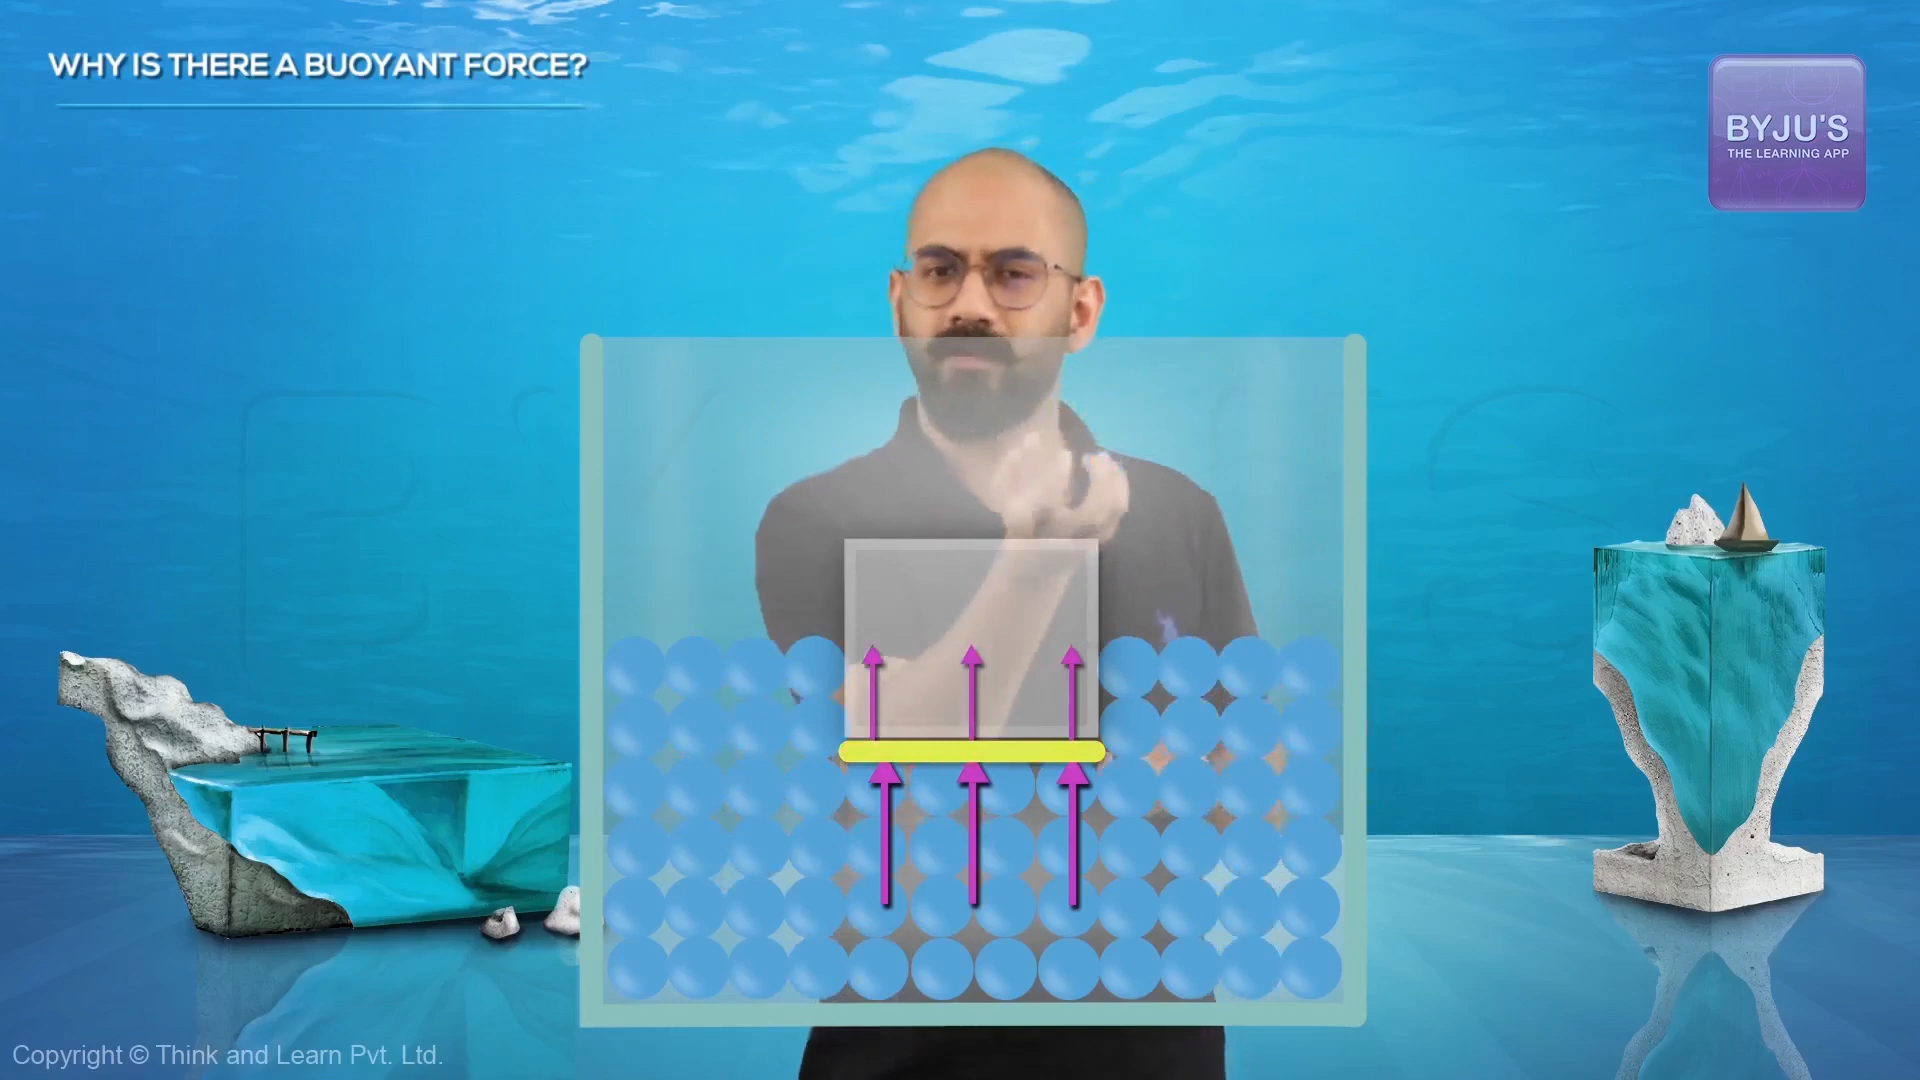 WHY IS THERE A BUOYANT FORCE?
BYJU'S
THE LEARNING APP
Copyright © Think and Learn Pvt. Ltd.